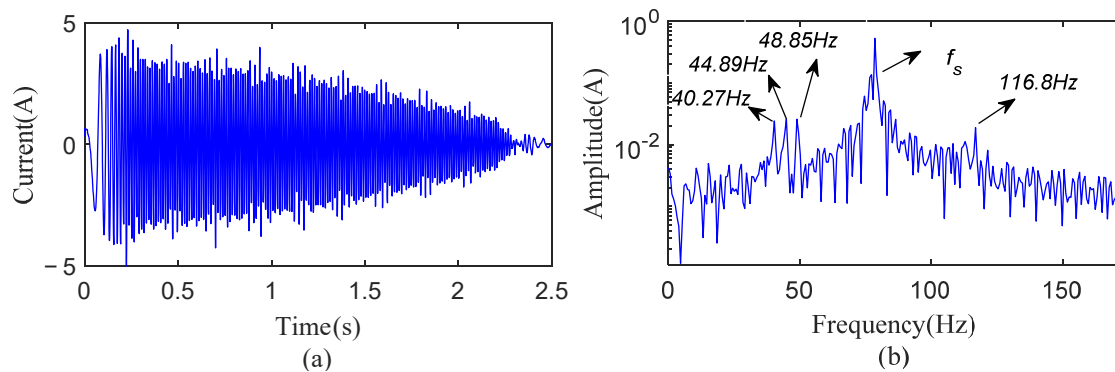 5
0
−5
Current(A)
0 0.5 1 1.5 2 2.5
Time(s)
(a)
10^0
10^-2
Amplitude(A)
40.27Hz
44.89Hz
48.85Hz
f_s
116.8Hz
0 50 100 150
Frequency(Hz)
(b)